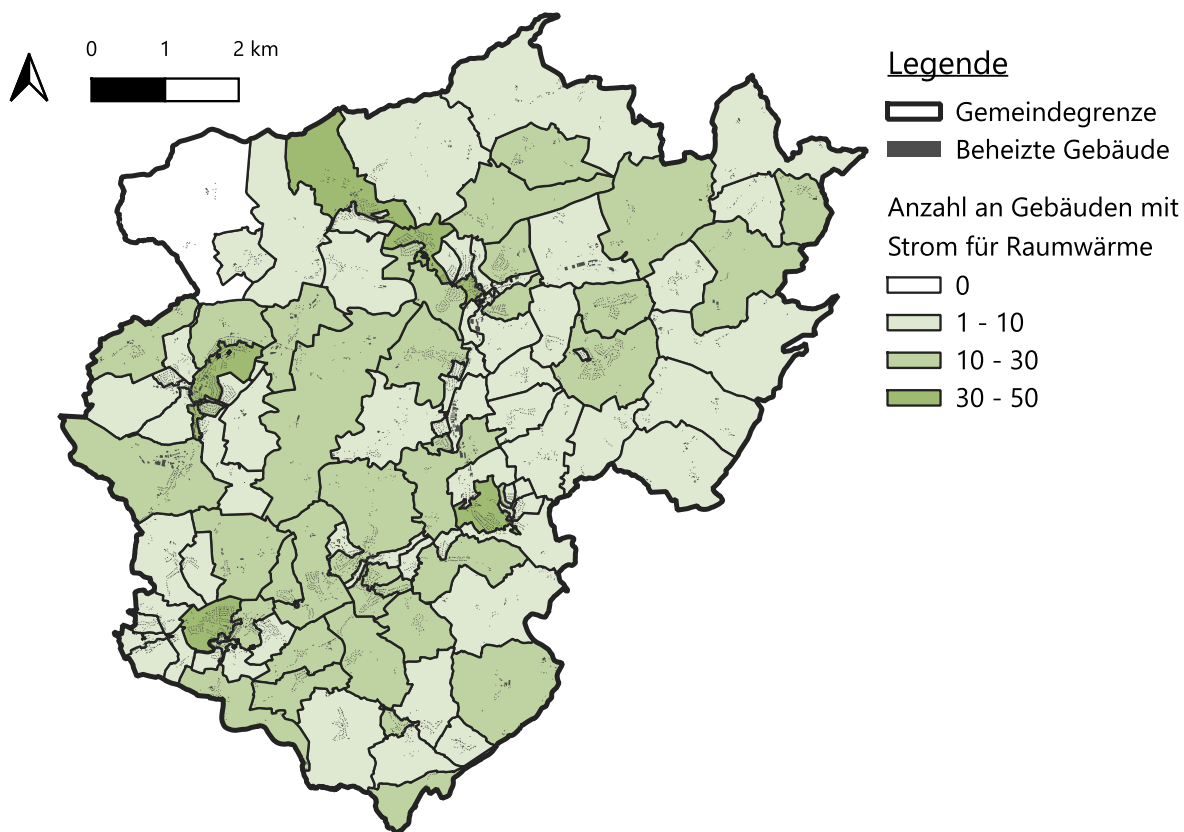 0 1 2 km
Legende
Gemeindegrenze
Beheizte Gebäude
Anzahl an Gebäuden mit
Strom für Raumwärme
0
1 - 10
10 - 30
30 - 50